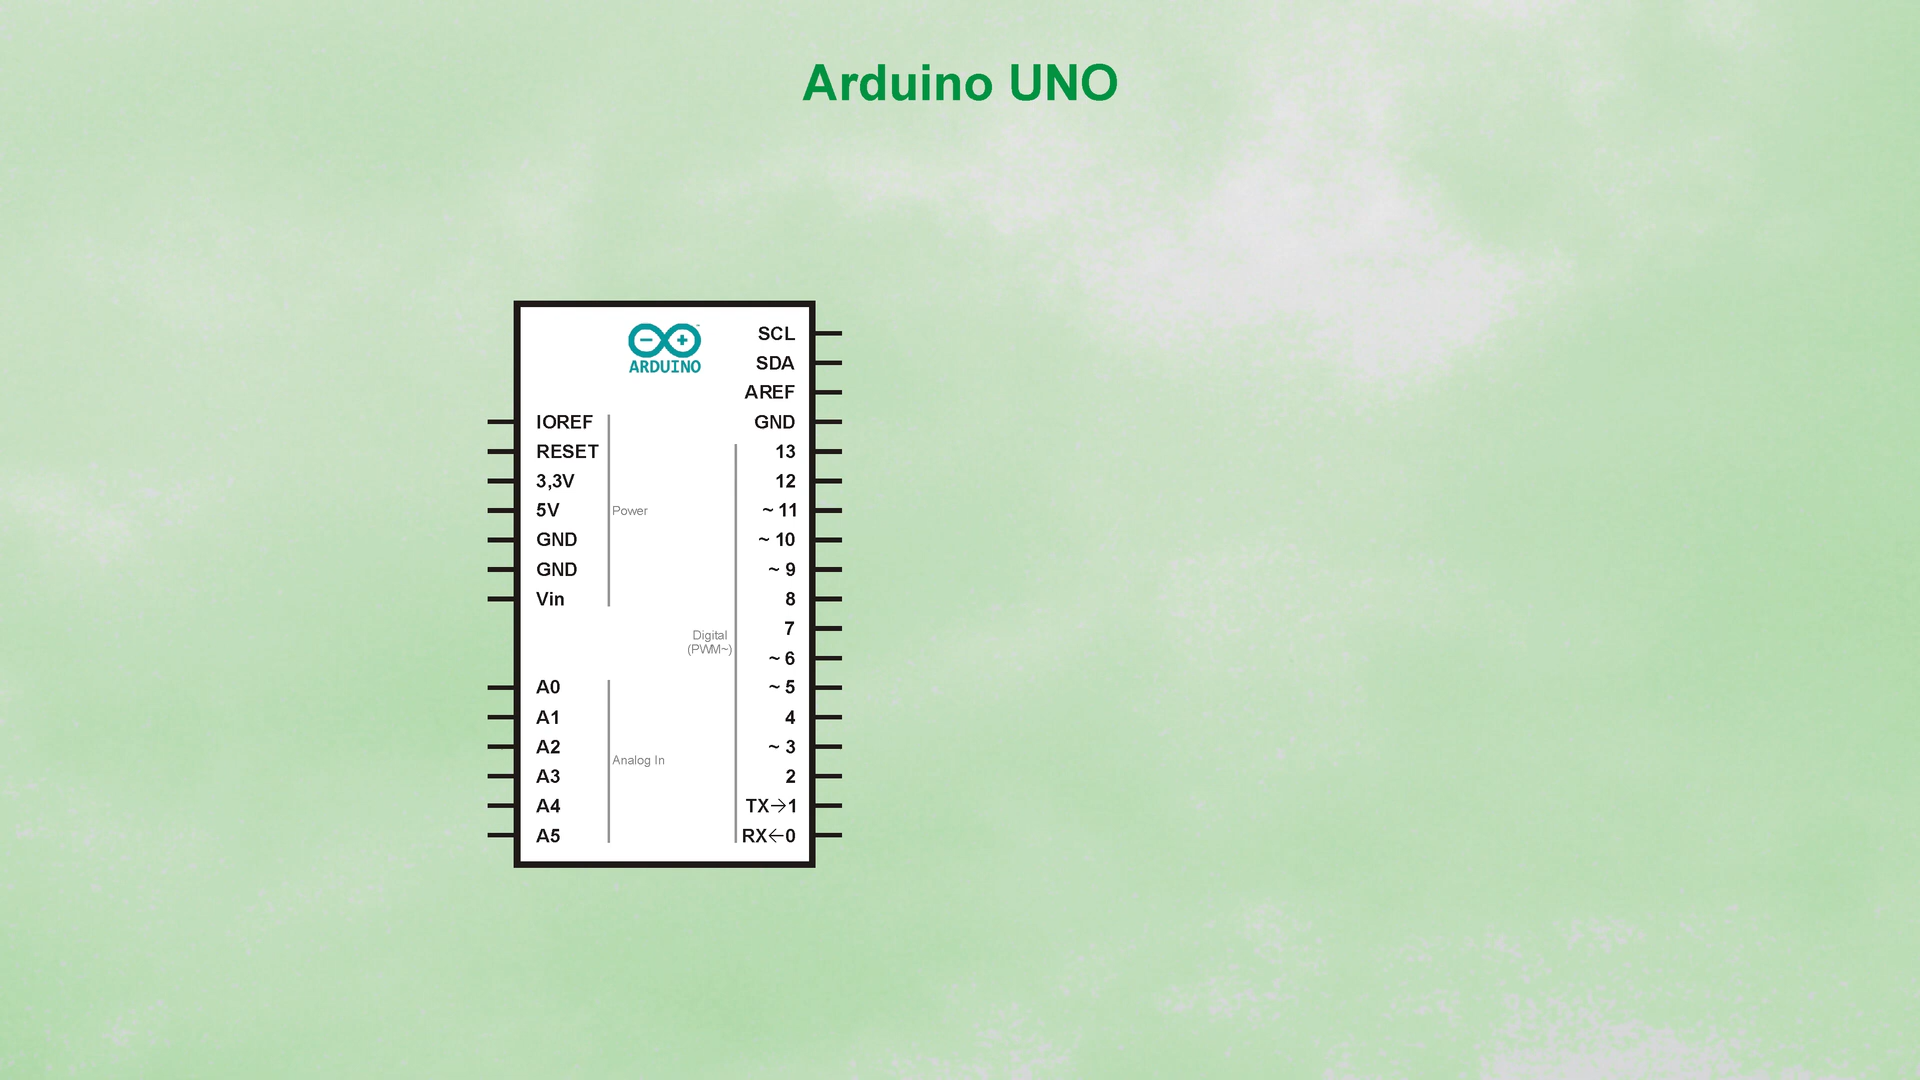 Arduino UNO
ARDUINO
SCL
SDA
AREF
IOREF
GND
RESET
13
3,3V
12
5V
Power
~ 11
GND
~ 10
GND
~ 9
Vin
8
7
Digital
(PWM~)
~ 6
A0
~ 5
A1
4
A2
~ 3
Analog In
A3
2
A4
TX→1
A5
RX←0